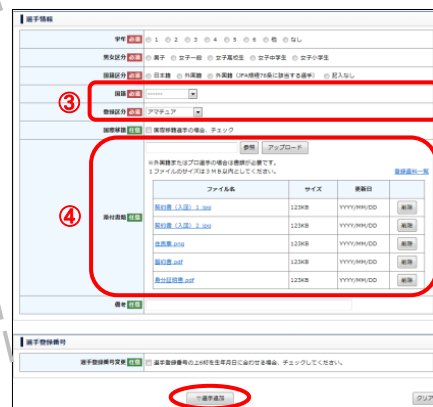 選手情報
学年 必須 1 2 3 4 5 6 他 なし
男女区分 必須 男子 女子一般 女子高校生 女子中学生 女子小学生
国籍区分 必須 日本籍 外国籍 外国籍（JFA規程76条に該当する選手） 記入なし
③
国籍 必須 -------
登録区分 必須 アマチュア
国際移籍 任意 国際移籍選手の場合、チェック
④
添付書類 任意
参照 アップロード
※外国籍またはプロ選手の場合は書類が必要です。
１ファイルのサイズは３ＭＢ以内としてください。
登録資料一覧
ファイル名 サイズ 更新日
契約書（入国）1.jpg 123KB YYYY/MM/DD 削除
契約書（入国）2.jpg 123KB YYYY/MM/DD 削除
住民票.png 123KB YYYY/MM/DD 削除
契約書.pdf 123KB YYYY/MM/DD 削除
身分証明書.pdf 123KB YYYY/MM/DD 削除
備考 任意
選手登録番号
選手登録番号変更 任意 選手登録番号の上6桁を生年月日に合わせる場合、チェックしてください。
選手追加 クリア